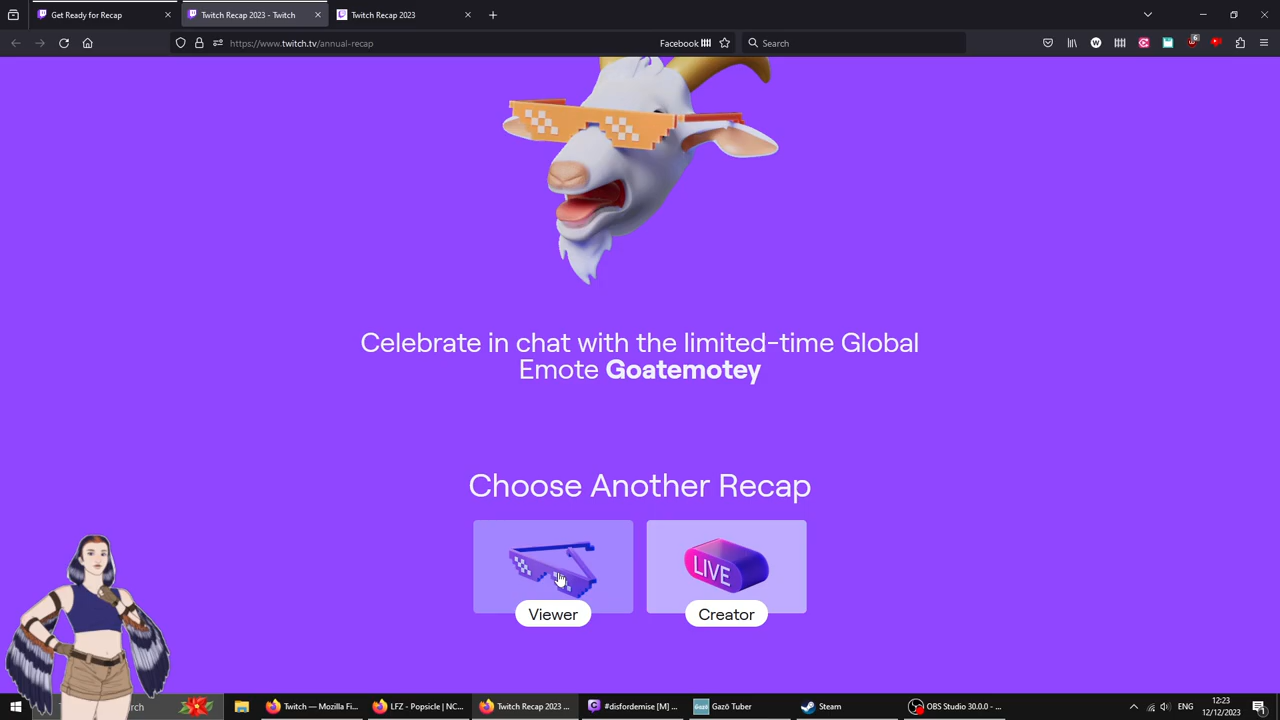 Get Ready for Recap
Twitch Recap 2023 - Twitch
Twitch Recap 2023
https://www.twitch.tv/annual-recap
Facebook
Search
6
Celebrate in chat with the limited-time Global
Emote Goatemotey
Choose Another Recap
LIVE
Viewer
Creator
rch
Twitch — Mozilla Fi...
LFZ - Popsicle | NC...
Twitch Recap 2023 ...
#disfordemise [M] ...
Gazö
Gazō Tuber
Steam
OBS Studio 30.0.0 - ...
ENG
12:23
12/12/2023